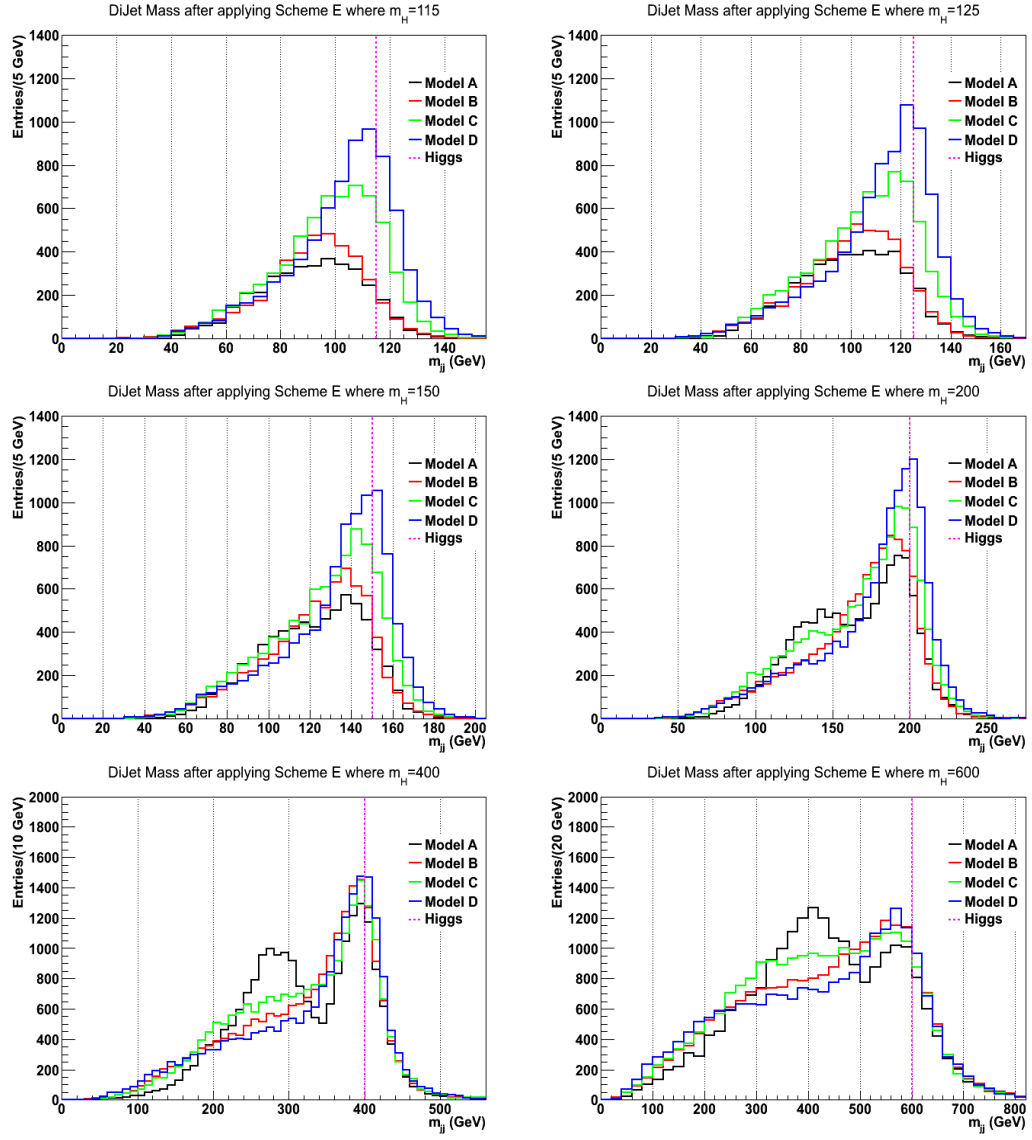 DiJet Mass after applying Scheme E where m_H=115
Entries/(5 GeV)
1400
1200
1000
800
600
400
200
0
Model A
Model B
Model C
Model D
Higgs
0 20 40 60 80 100 120 140
m_jj (GeV)
DiJet Mass after applying Scheme E where m_H=125
Entries/(5 GeV)
1400
1200
1000
800
600
400
200
0
Model A
Model B
Model C
Model D
Higgs
0 20 40 60 80 100 120 140 160
m_jj (GeV)
DiJet Mass after applying Scheme E where m_H=150
Entries/(5 GeV)
1400
1200
1000
800
600
400
200
0
Model A
Model B
Model C
Model D
Higgs
0 20 40 60 80 100 120 140 160 180 200
m_jj (GeV)
DiJet Mass after applying Scheme E where m_H=200
Entries/(5 GeV)
1400
1200
1000
800
600
400
200
0
Model A
Model B
Model C
Model D
Higgs
0 50 100 150 200 250
m_jj (GeV)
DiJet Mass after applying Scheme E where m_H=400
Entries/(10 GeV)
2000
1800
1600
1400
1200
1000
800
600
400
200
0
Model A
Model B
Model C
Model D
Higgs
0 100 200 300 400 500
m_jj (GeV)
DiJet Mass after applying Scheme E where m_H=600
Entries/(20 GeV)
2000
1800
1600
1400
1200
1000
800
600
400
200
0
Model A
Model B
Model C
Model D
Higgs
0 100 200 300 400 500 600 700 800
m_jj (GeV)